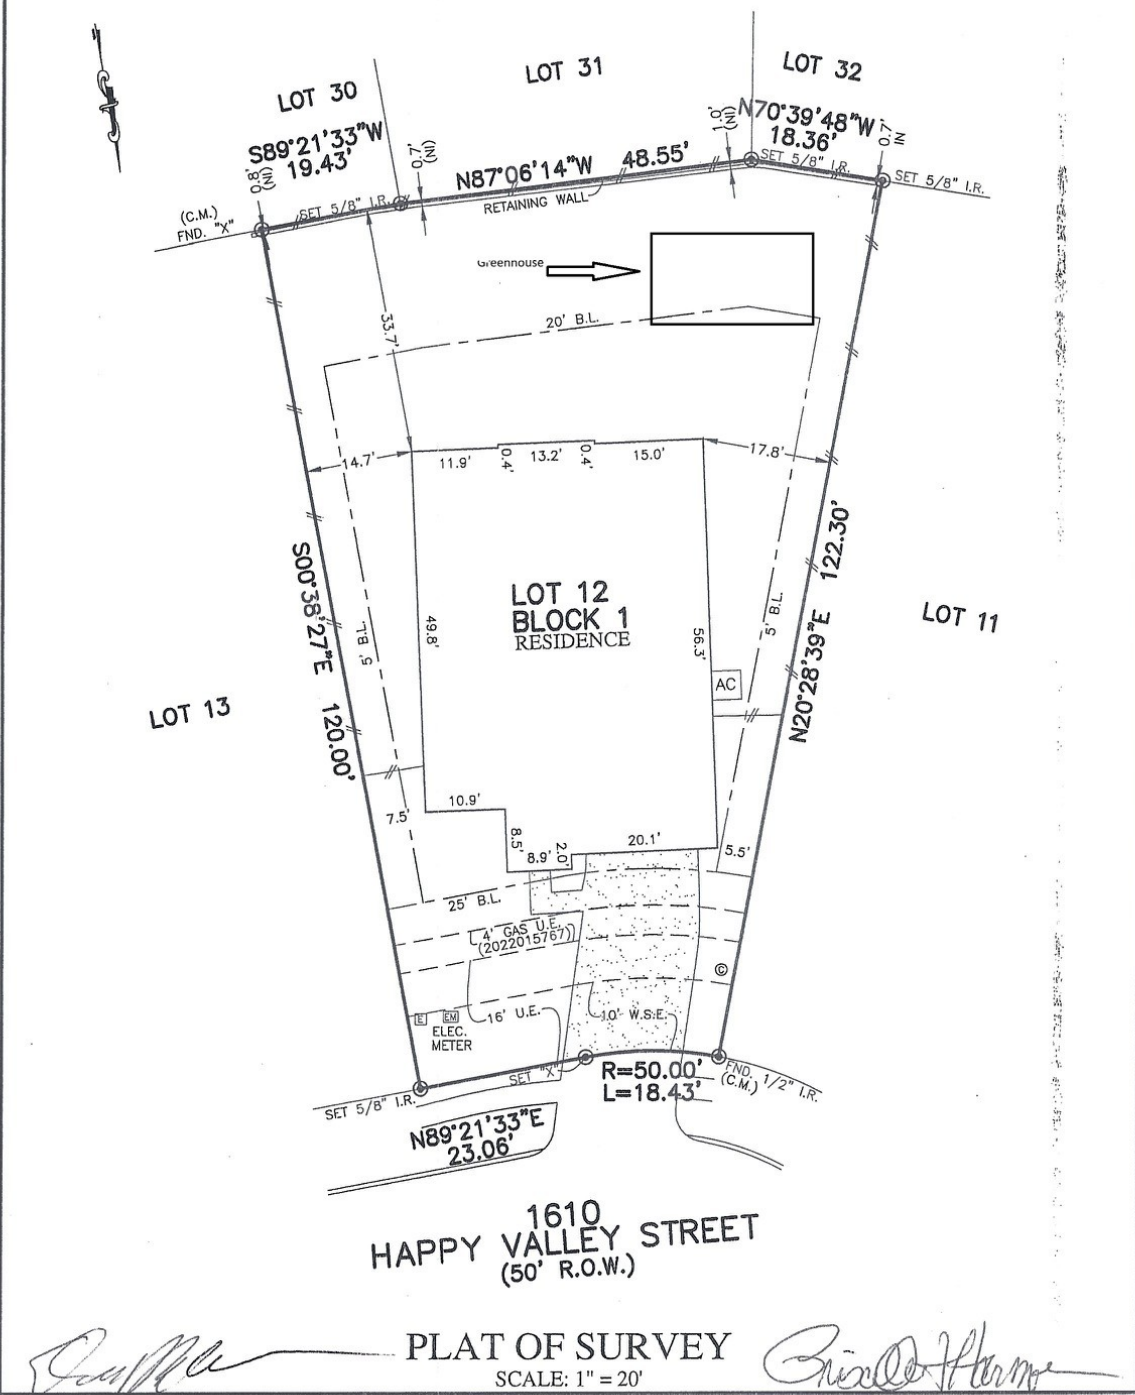 LOT 30
LOT 31
LOT 32
S89°21'33"W
19.43'
0.8'
(IN)
0.7'
(IN)
N87°06'14"W 48.55'
1.0'
(IN)
N70°39'48"W
18.36'
0.7'
IN
(C.M.)
FND. "X"
SET 5/8" I.R.
RETAINING WALL
SET 5/8" I.R.
SET 5/8" I.R.
Greenhouse
33.7'
20' B.L.
14.7'
11.9'
0.4'
13.2'
0.4'
15.0'
17.8'
S00°38'27"E 120.00'
5' B.L.
49.8'
LOT 12
BLOCK 1
RESIDENCE
56.3'
AC
5' B.L.
N20°28'39"E 122.30'
LOT 11
LOT 13
7.5'
10.9'
8.5'
8.9'
2.0'
20.1'
5.5'
25' B.L.
4' GAS U.E.
(2022015767)
©
E
EM
ELEC.
METER
16' U.E.
10' W.S.E.
SET 5/8" I.R.
SET "X"
R=50.00'
L=18.43'
FND. 1/2" I.R.
(C.M.)
N89°21'33"E
23.06'
1610
HAPPY VALLEY STREET
(50' R.O.W.)
PLAT OF SURVEY
SCALE: 1" = 20'